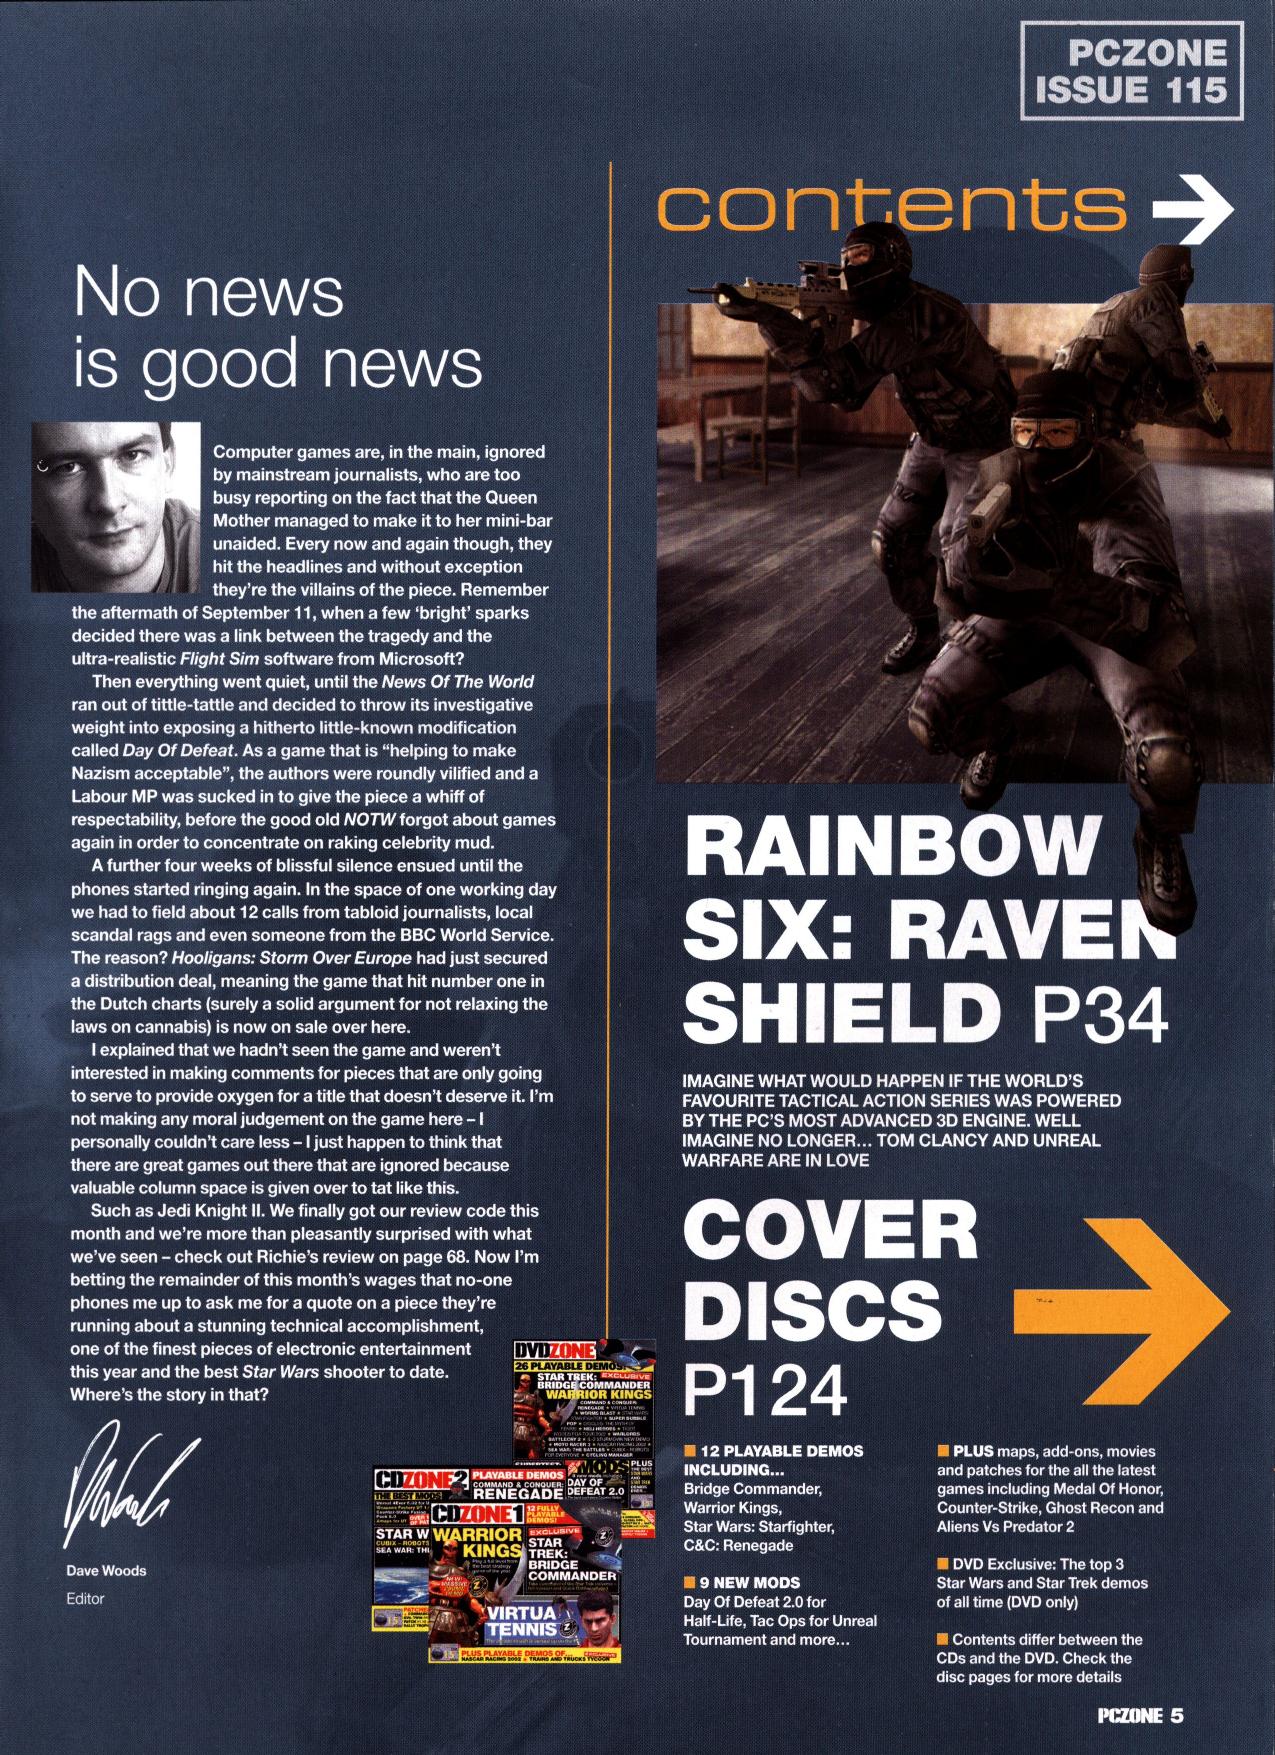 PCZONE
ISSUE 115
contents
No news
is good news
Computer games are, in the main, ignored
by mainstream journalists, who are too
busy reporting on the fact that the Queen
Mother managed to make it to her mini-bar
unaided. Every now and again though, they
hit the headlines and without exception
they're the villains of the piece. Remember
the aftermath of September 11, when a few 'bright' sparks
decided there was a link between the tragedy and the
ultra-realistic Flight Sim software from Microsoft?
Then everything went quiet, until the News Of The World
ran out of tittle-tattle and decided to throw its investigative
weight into exposing a hitherto little-known modification
called Day Of Defeat. As a game that is "helping to make
Nazism acceptable", the authors were roundly vilified and a
Labour MP was sucked in to give the piece a whiff of
respectability, before the good old NOTW forgot about games
again in order to concentrate on raking celebrity mud.
A further four weeks of blissful silence ensued until the
phones started ringing again. In the space of one working day
we had to field about 12 calls from tabloid journalists, local
scandal rags and even someone from the BBC World Service.
The reason? Hooligans: Storm Over Europe had just secured
a distribution deal, meaning the game that hit number one in
the Dutch charts (surely a solid argument for not relaxing the
laws on cannabis) is now on sale over here.
I explained that we hadn't seen the game and weren't
interested in making comments for pieces that are only going
to serve to provide oxygen for a title that doesn't deserve it. I'm
not making any moral judgement on the game here – I
personally couldn't care less – I just happen to think that
there are great games out there that are ignored because
valuable column space is given over to tat like this.
Such as Jedi Knight II. We finally got our review code this
month and we're more than pleasantly surprised with what
we've seen – check out Richie's review on page 68. Now I'm
betting the remainder of this month's wages that no-one
phones me up to ask me for a quote on a piece they're
running about a stunning technical accomplishment,
one of the finest pieces of electronic entertainment
this year and the best Star Wars shooter to date.
Where's the story in that?
Dave Woods
Editor
DVDZONE
26 PLAYABLE DEMOS
STAR TREK: EXCLUSIVE
BRIDGE COMMANDER
WARRIOR KINGS
COMMAND & CONQUER:
MODS
DAY OF
DEFEAT 2.0
CDZONE2 PLAYABLE DEMOS
COMMAND & CONQUER:
THE BEST MODS RENEGADE
STAR W
CUBIX - ROBOTS
SEA WAR: THE
CDZONE1
12 FULLY
PLAYABLE
DEMOS!
WARRIOR
KINGS
EXCLUSIVE
STAR
TREK:
BRIDGE
COMMANDER
VIRTUA
TENNIS
PLUS PLAYABLE DEMOS OF...
NASCAR RACING 2002 TRAINS AND TRUCKS TYCOON
RAINBOW
SIX: RAVEN
SHIELD P34
IMAGINE WHAT WOULD HAPPEN IF THE WORLD'S
FAVOURITE TACTICAL ACTION SERIES WAS POWERED
BY THE PC'S MOST ADVANCED 3D ENGINE. WELL
IMAGINE NO LONGER... TOM CLANCY AND UNREAL
WARFARE ARE IN LOVE
COVER
DISCS
P124
12 PLAYABLE DEMOS
INCLUDING...
Bridge Commander,
Warrior Kings,
Star Wars: Starfighter,
C&C: Renegade
9 NEW MODS
Day Of Defeat 2.0 for
Half-Life, Tac Ops for Unreal
Tournament and more...
PLUS maps, add-ons, movies
and patches for the all the latest
games including Medal Of Honor,
Counter-Strike, Ghost Recon and
Aliens Vs Predator 2
DVD Exclusive: The top 3
Star Wars and Star Trek demos
of all time (DVD only)
Contents differ between the
CDs and the DVD. Check the
disc pages for more details
PCZONE 5